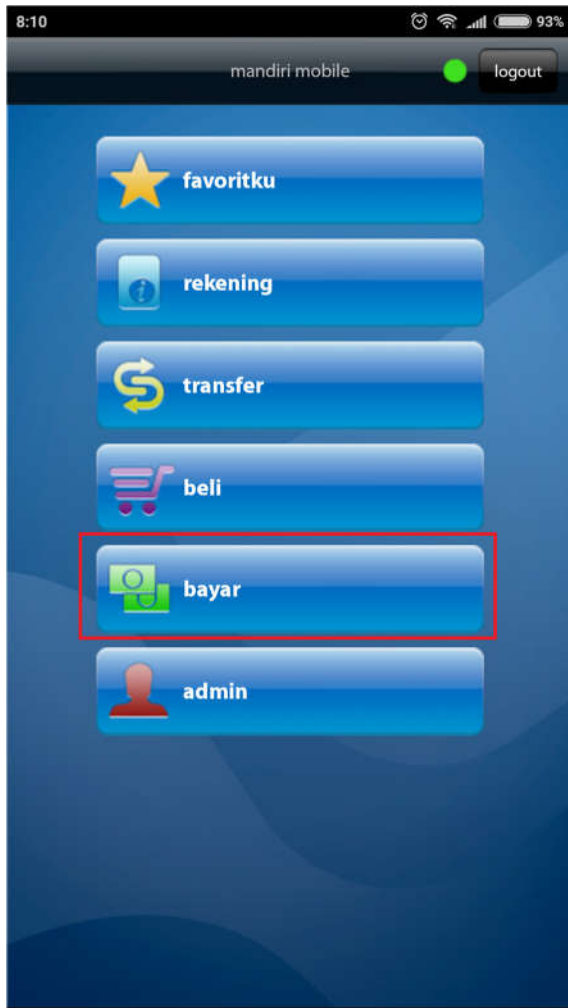 8:10 93%
mandiri mobile logout
favoritku
rekening
transfer
beli
bayar
admin